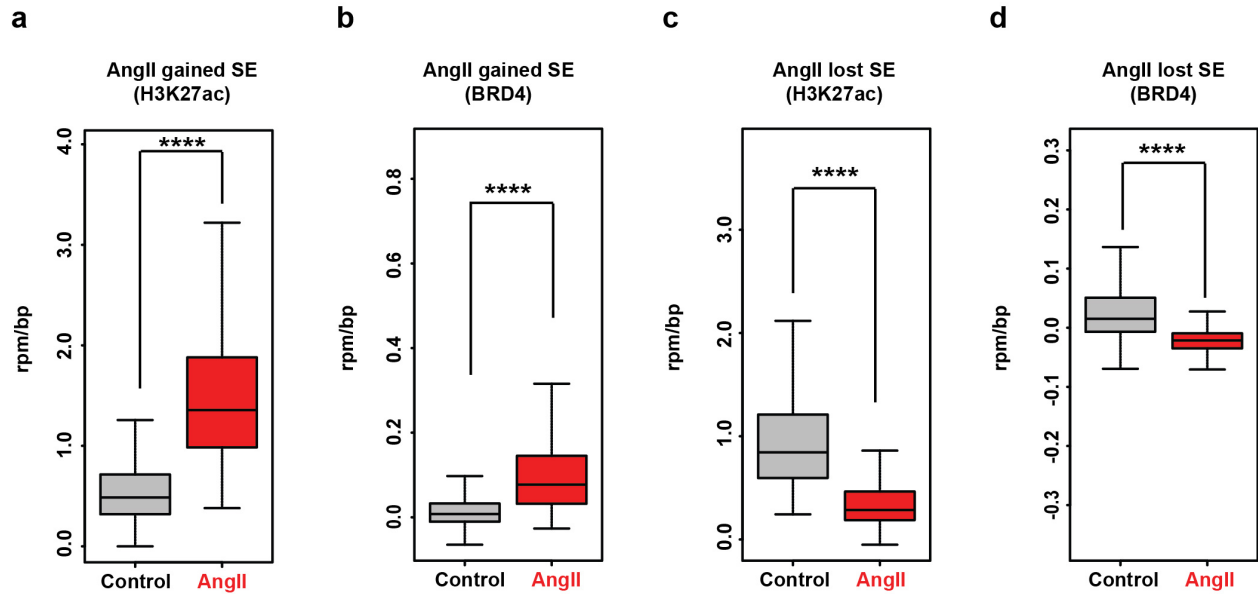 a
AngII gained SE
(H3K27ac)
rpm/bp
4.0
3.0
2.0
1.0
0.0
****
Control
AngII
b
AngII gained SE
(BRD4)
rpm/bp
0.8
0.6
0.4
0.2
0.0
****
Control
AngII
c
AngII lost SE
(H3K27ac)
rpm/bp
3.0
2.0
1.0
0.0
****
Control
AngII
d
AngII lost SE
(BRD4)
rpm/bp
0.3
0.2
0.1
0.0
-0.1
-0.2
-0.3
****
Control
AngII